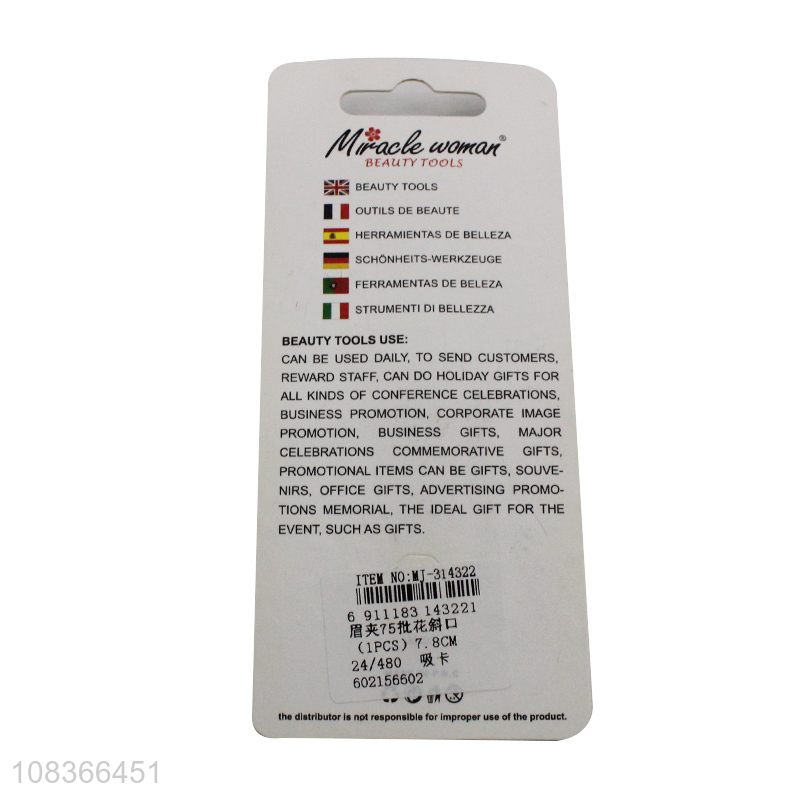 Miracle woman®
BEAUTY TOOLS
BEAUTY TOOLS
OUTILS DE BEAUTE
HERRAMIENTAS DE BELLEZA
SCHÖNHEITS-WERKZEUGE
FERRAMENTAS DE BELEZA
STRUMENTI DI BELLEZZA
BEAUTY TOOLS USE:
CAN BE USED DAILY, TO SEND CUSTOMERS,
REWARD STAFF, CAN DO HOLIDAY GIFTS FOR
ALL KINDS OF CONFERENCE CELEBRATIONS,
BUSINESS PROMOTION, CORPORATE IMAGE
PROMOTION, BUSINESS GIFTS, MAJOR
CELEBRATIONS COMMEMORATIVE GIFTS,
PROMOTIONAL ITEMS CAN BE GIFTS, SOUVE-
NIRS, OFFICE GIFTS, ADVERTISING PROMO-
TIONS MEMORIAL, THE IDEAL GIFT FOR THE
EVENT, SUCH AS GIFTS.
ITEM NO:MJ-314322
6 911183 143221
眉夹75批花斜口
(1PCS) 7.8CM
24/480 吸卡
602156602
the distributor is not responsible for improper use of the product.
108366451